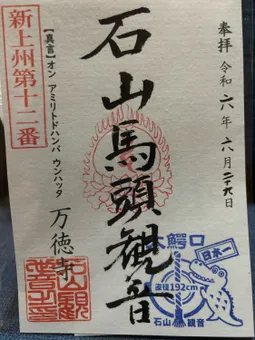 奉拝 令和六年六月二十九日
石山馬頭観音
【真言】オン アミリトドハンバ ウンハッタ
万徳寺
新上州第十二番
木鰐口
日本一
直径192cm
石山 観音